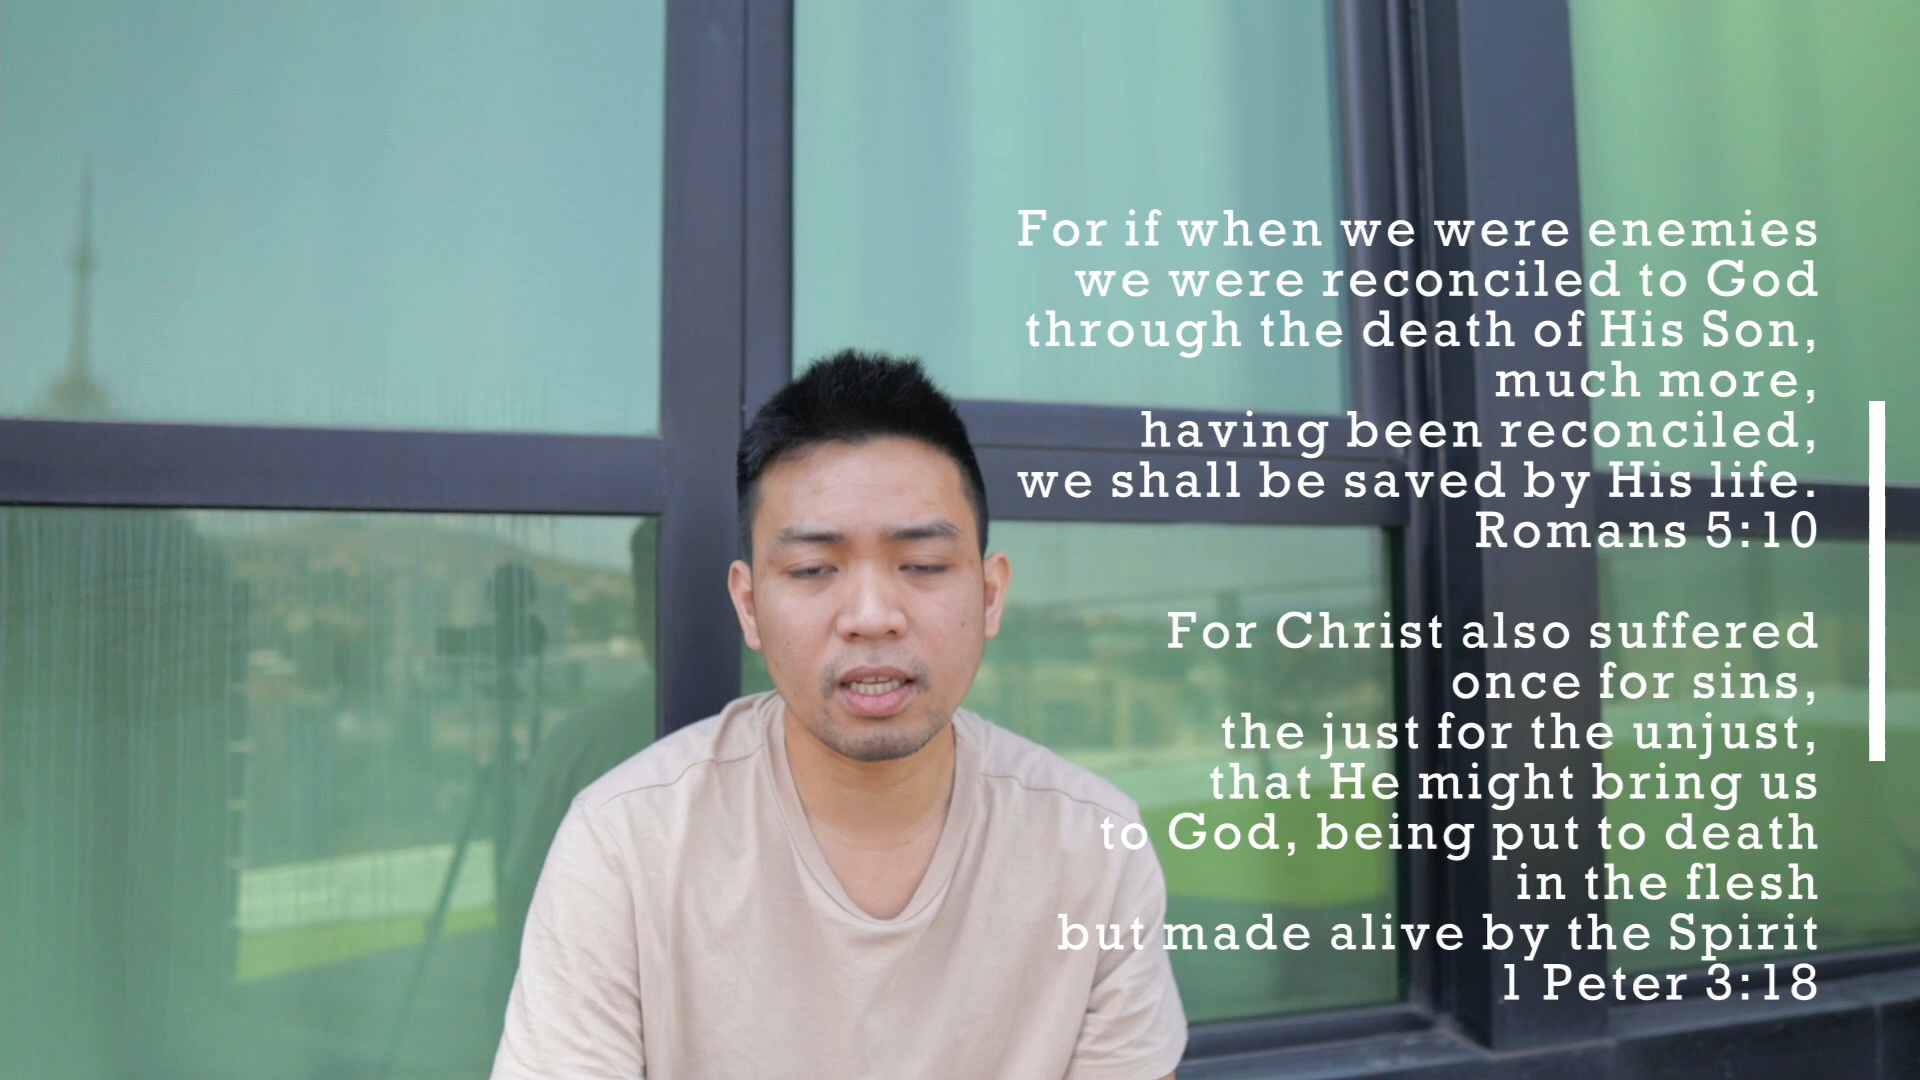 For if when we were enemies
we were reconciled to God
through the death of His Son,
much more,
having been reconciled,
we shall be saved by His life.
Romans 5:10
For Christ also suffered
once for sins,
the just for the unjust,
that He might bring us
to God, being put to death
in the flesh
but made alive by the Spirit
1 Peter 3:18